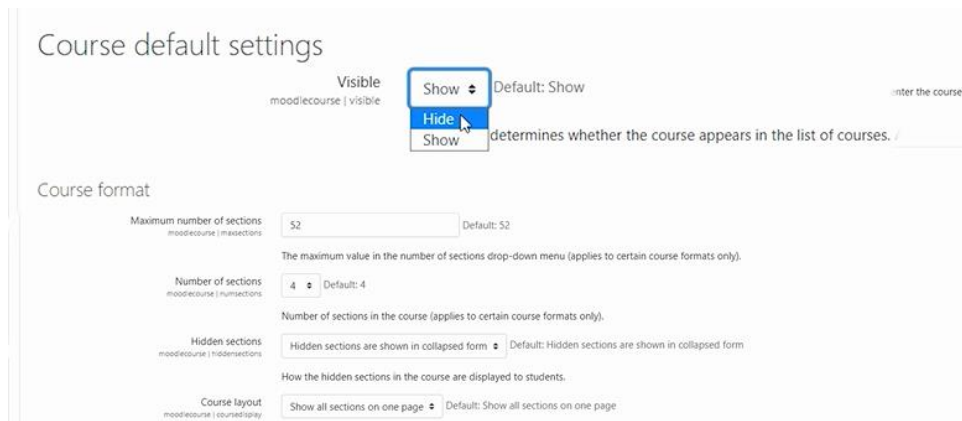 Course default settings
Visible
moodlecourse | visible
Show
Default: Show
Hide
Show
enter the course
determines whether the course appears in the list of courses.
Course format
Maximum number of sections
moodlecourse | maxsections
52
Default: 52
The maximum value in the number of sections drop-down menu (applies to certain course formats only).
Number of sections
moodlecourse | numsections
4
Default: 4
Number of sections in the course (applies to certain course formats only).
Hidden sections
moodlecourse | hiddensections
Hidden sections are shown in collapsed form
Default: Hidden sections are shown in collapsed form
How the hidden sections in the course are displayed to students.
Course layout
moodlecourse | coursedisplay
Show all sections on one page
Default: Show all sections on one page